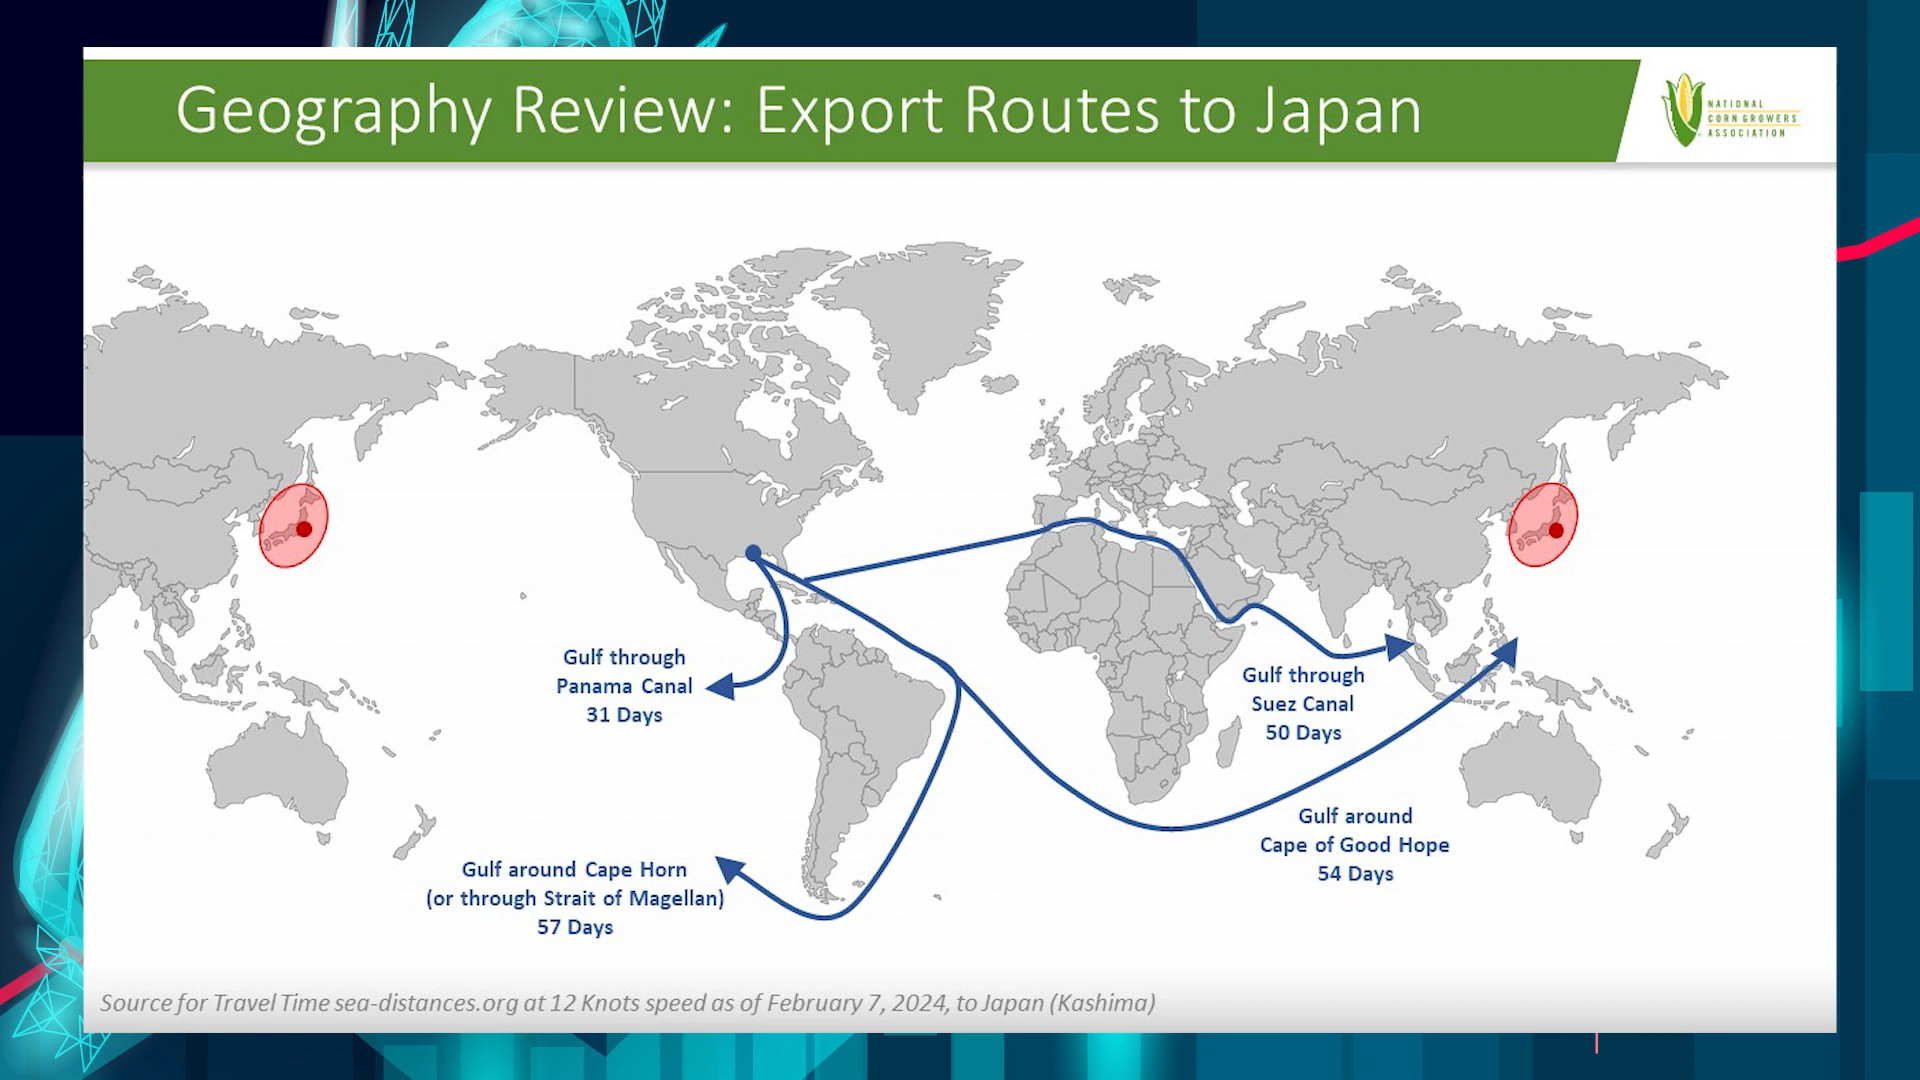 Geography Review: Export Routes to Japan
NATIONAL
CORN GROWERS
ASSOCIATION
Gulf through
Panama Canal
31 Days
Gulf through
Suez Canal
50 Days
Gulf around
Cape of Good Hope
54 Days
Gulf around Cape Horn
(or through Strait of Magellan)
57 Days
Source for Travel Time sea-distances.org at 12 Knots speed as of February 7, 2024, to Japan (Kashima)